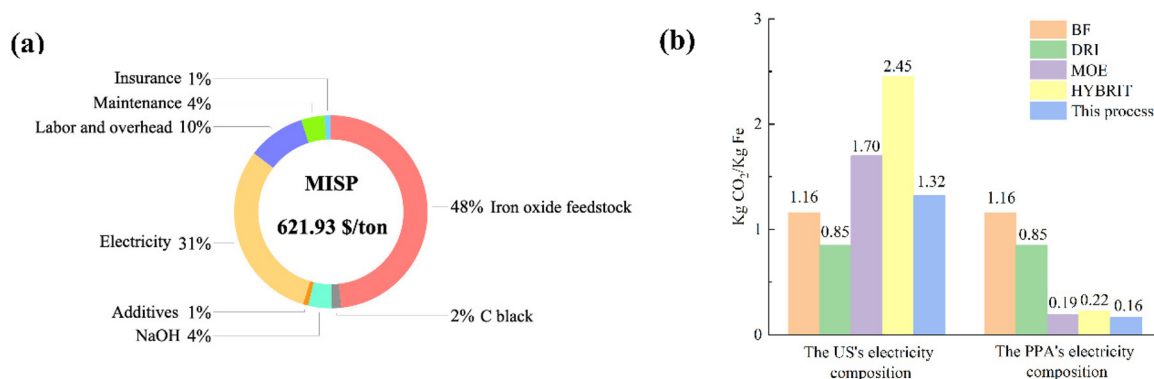 (a)
Insurance 1%
Maintenance 4%
Labor and overhead 10%
Electricity 31%
Additives 1%
NaOH 4%
MISP
621.93 $/ton
48% Iron oxide feedstock
2% C black
(b)
BF
DRI
MOE
HYBRIT
This process
Kg CO₂/Kg Fe
3
2
1
0
1.16
0.85
1.70
2.45
1.32
1.16
0.85
0.19
0.22
0.16
The US's electricity
composition
The PPA's electricity
composition